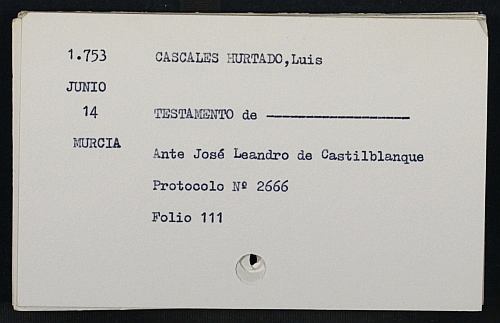 1.753 CASCALES HURTADO,Luis
JUNIO
14 TESTAMENTO de
MURCIA
Ante José Leandro de Castilblanque
Protocolo Nº 2666
Folio 111